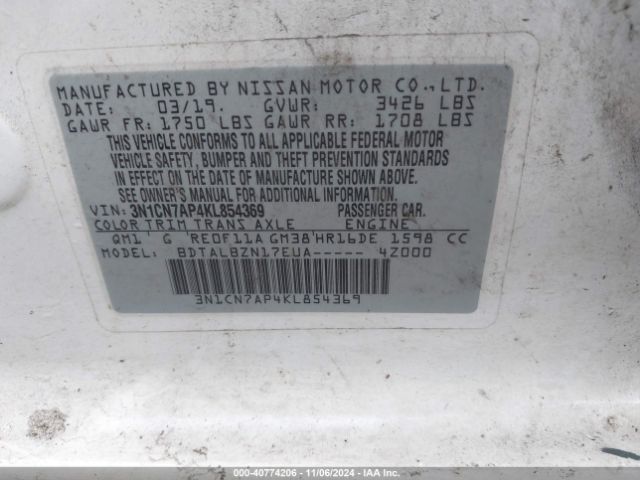 MANUFACTURED BY NISSAN MOTOR CO., LTD.
DATE: 03/19. GVWR: 3426 LBS
GAWR FR: 1750 LBS GAWR RR: 1708 LBS
THIS VEHICLE CONFORMS TO ALL APPLICABLE FEDERAL MOTOR
VEHICLE SAFETY, BUMPER AND THEFT PREVENTION STANDARDS
IN EFFECT ON THE DATE OF MANUFACTURE SHOWN ABOVE.
SEE OWNER'S MANUAL FOR ADDITIONAL INFORMATION.
VIN: 3N1CN7AP4KL854369 PASSENGER CAR.
COLOR TRIM TRANS AXLE ENGINE
QM1 G RE0F11A GM38 HR16DE 1598 CC
MODEL: BDTALBZN17EUA----- 4Z000
3N1CN7AP4KL854369
000-40774206 - 11/06/2024 - IAA Inc.